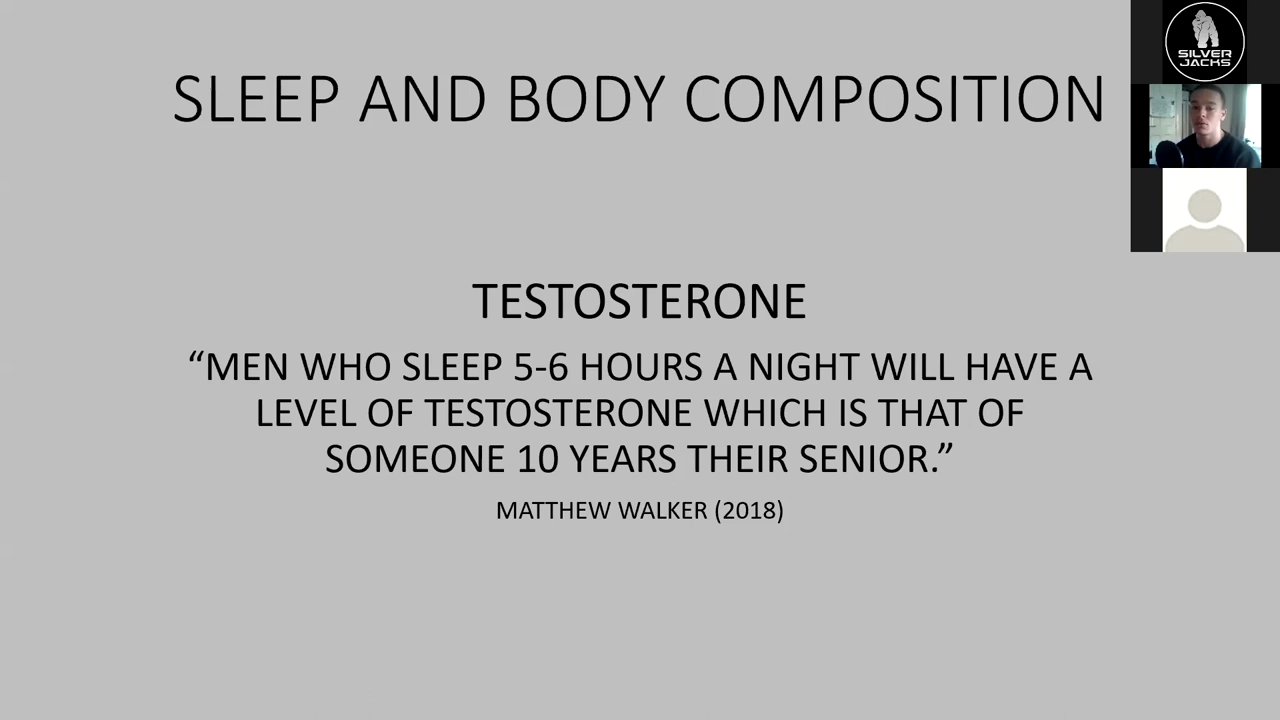 SLEEP AND BODY COMPOSITION
SILVER
JACKS
TESTOSTERONE
“MEN WHO SLEEP 5-6 HOURS A NIGHT WILL HAVE A
LEVEL OF TESTOSTERONE WHICH IS THAT OF
SOMEONE 10 YEARS THEIR SENIOR.”
MATTHEW WALKER (2018)